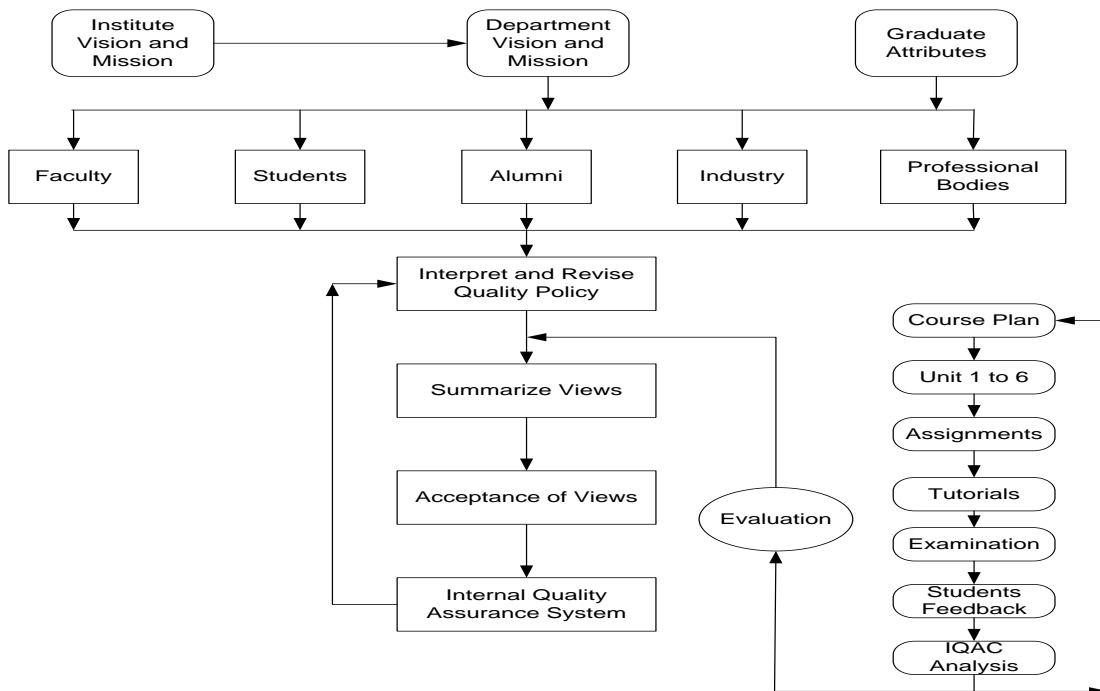 Institute
Vision and
Mission
Department
Vision and
Mission
Graduate
Attributes
Faculty
Students
Alumni
Industry
Professional
Bodies
Interpret and Revise
Quality Policy
Summarize Views
Acceptance of Views
Internal Quality
Assurance System
Evaluation
Course Plan
Unit 1 to 6
Assignments
Tutorials
Examination
Students
Feedback
IQAC
Analysis